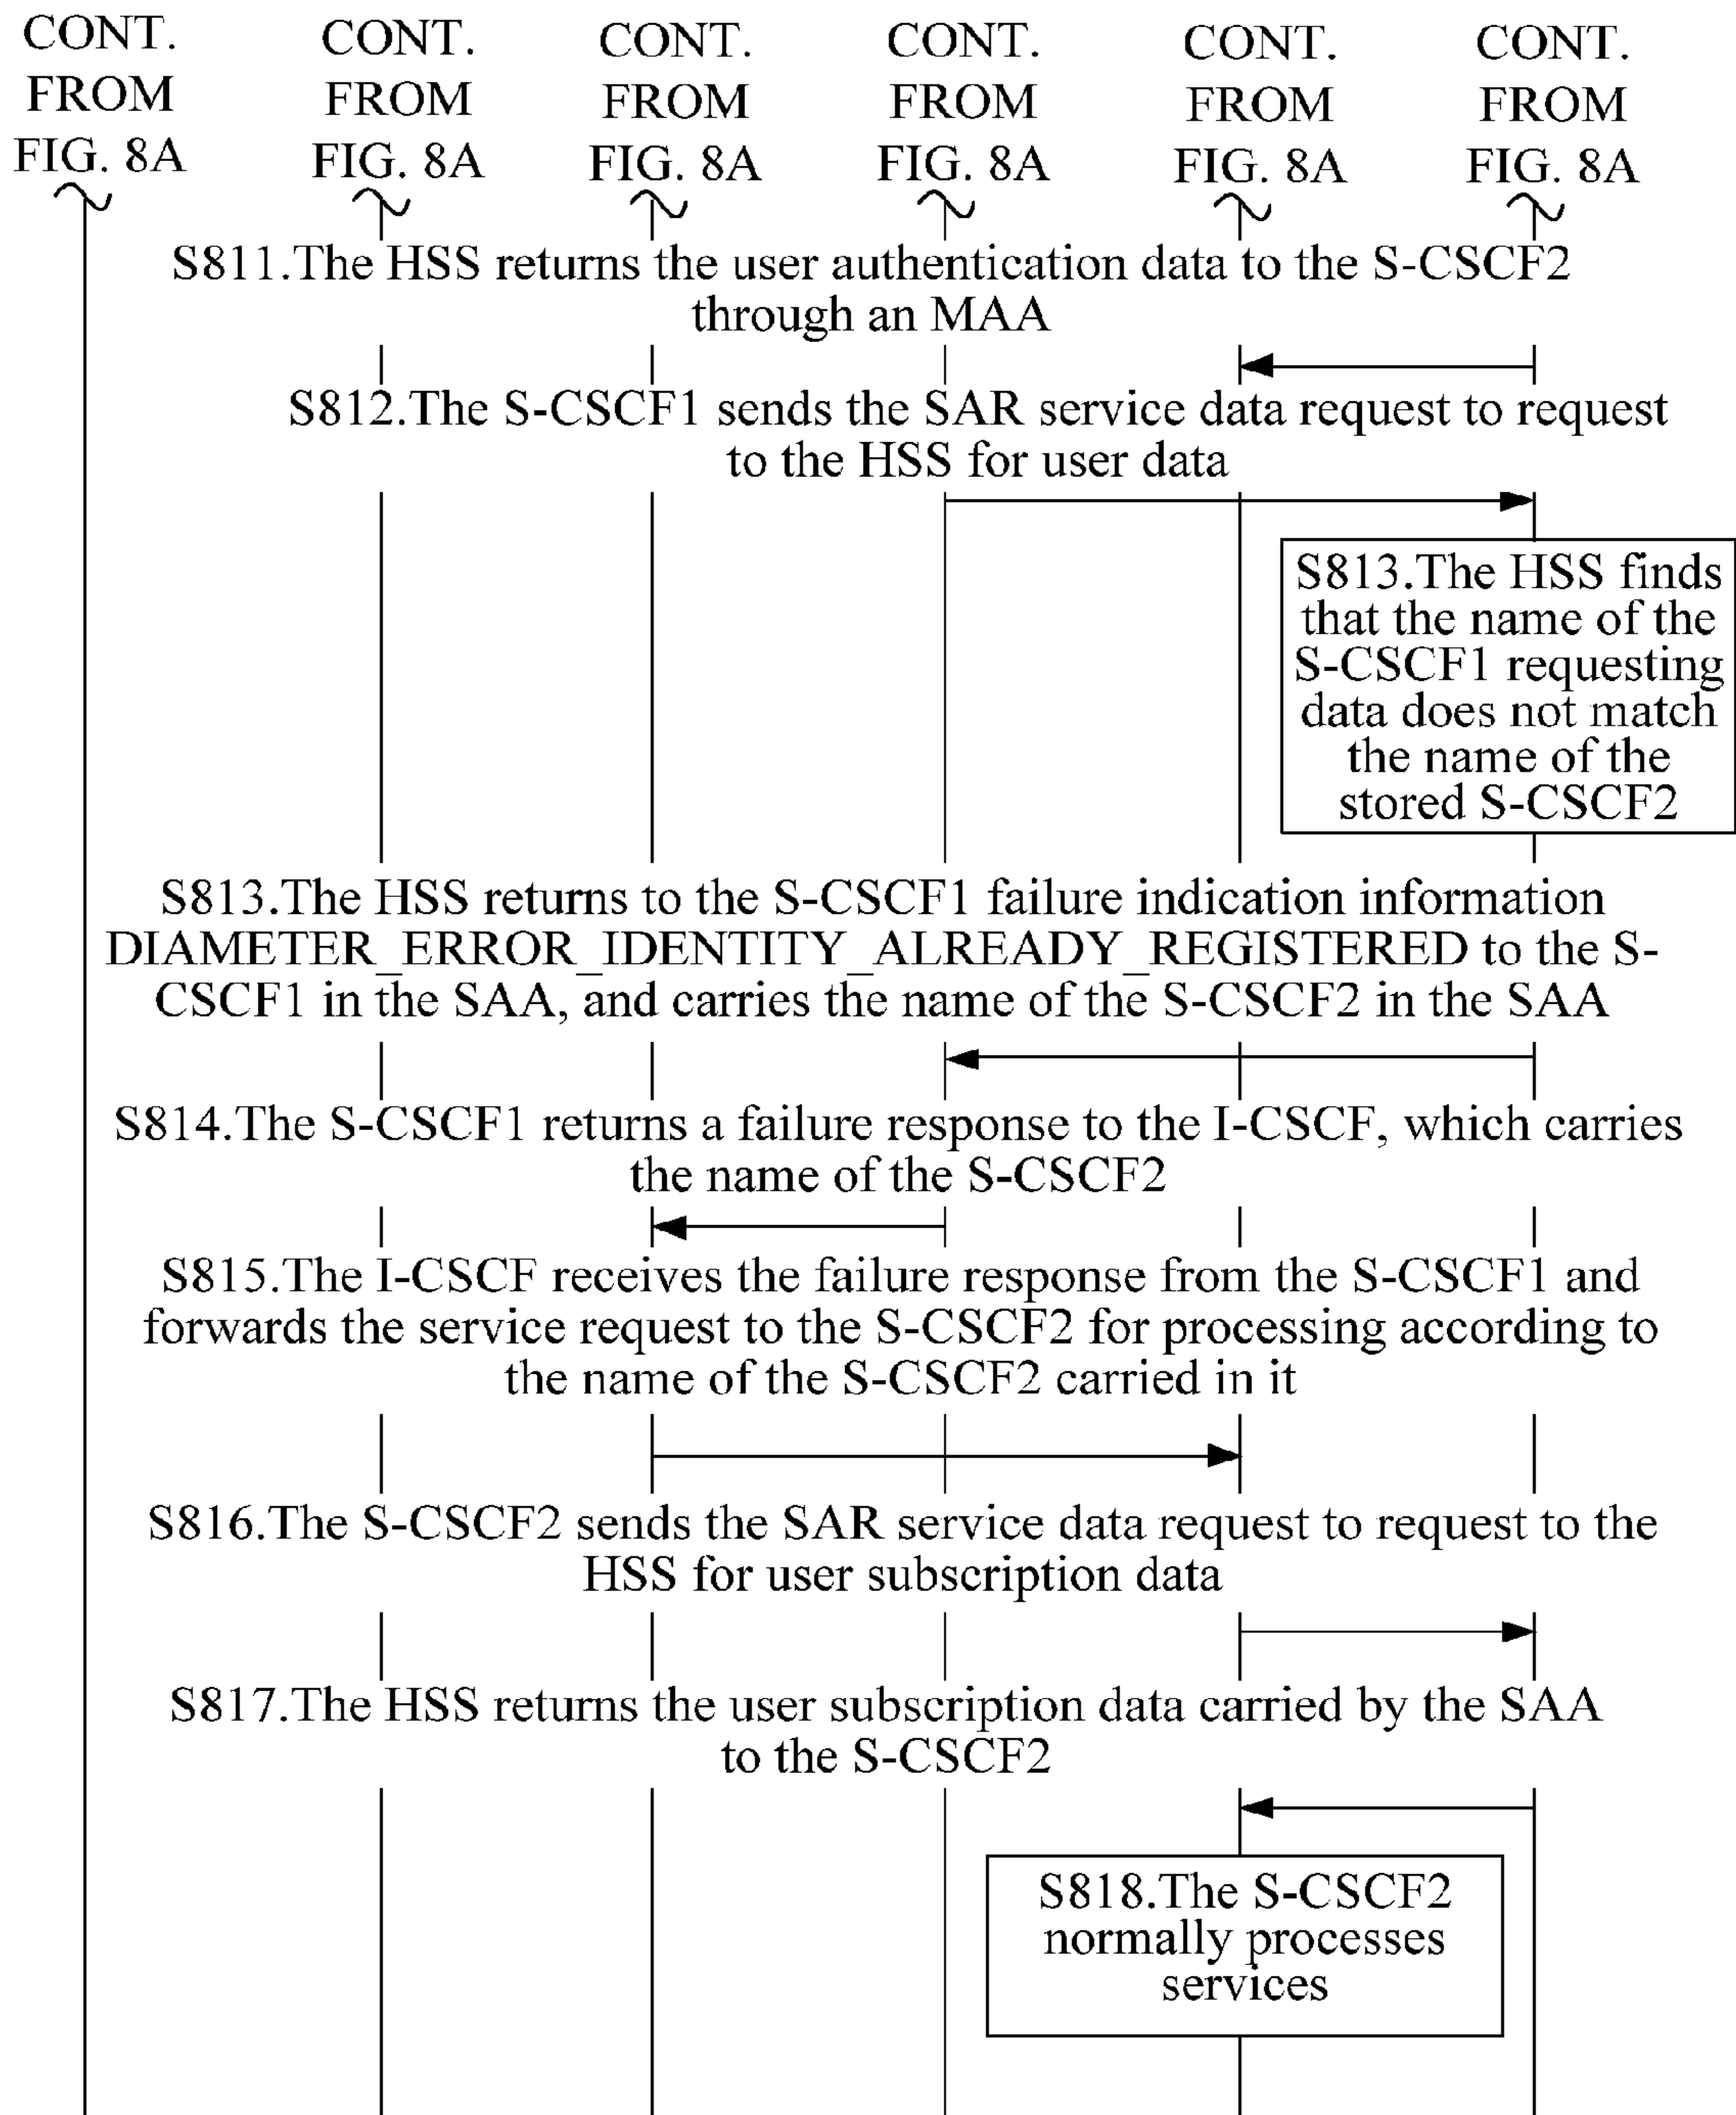 CONT. FROM FIG. 8A
CONT. FROM FIG. 8A
CONT. FROM FIG. 8A
CONT. FROM FIG. 8A
CONT. FROM FIG. 8A
CONT. FROM FIG. 8A
S811.The HSS returns the user authentication data to the S-CSCF2
through an MAA
S812.The S-CSCF1 sends the SAR service data request to request
to the HSS for user data
S813.The HSS finds
that the name of the
S-CSCF1 requesting
data does not match
the name of the
stored S-CSCF2
S813.The HSS returns to the S-CSCF1 failure indication information
DIAMETER_ERROR_IDENTITY_ALREADY_REGISTERED to the S-
CSCF1 in the SAA, and carries the name of the S-CSCF2 in the SAA
S814.The S-CSCF1 returns a failure response to the I-CSCF, which carries
the name of the S-CSCF2
S815.The I-CSCF receives the failure response from the S-CSCF1 and
forwards the service request to the S-CSCF2 for processing according to
the name of the S-CSCF2 carried in it
S816.The S-CSCF2 sends the SAR service data request to request to the
HSS for user subscription data
S817.The HSS returns the user subscription data carried by the SAA
to the S-CSCF2
S818.The S-CSCF2
normally processes
services